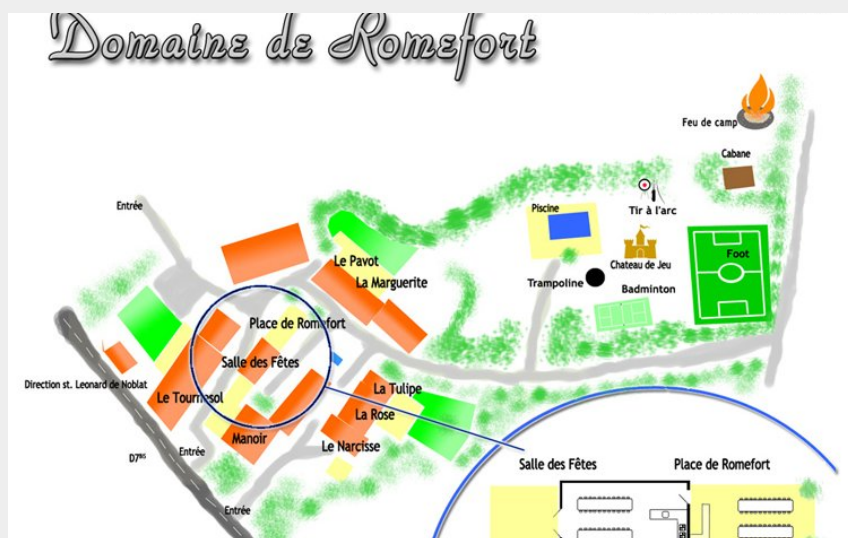 Domaine de Romefort
Feu de camp
Cabane
Entrée
Piscine
Tir à l'arc
Le Pavot
Foot
Chateau de Jeu
La Marguerite
Trampoline
Badminton
Place de Romefort
Salle des Fêtes
Direction st. Leonard de Noblat
La Tulipe
Le Tournesol
La Rose
Manoir
Le Narcisse
D7BIS
Entrée
Salle des Fêtes
Place de Romefort
Entrée